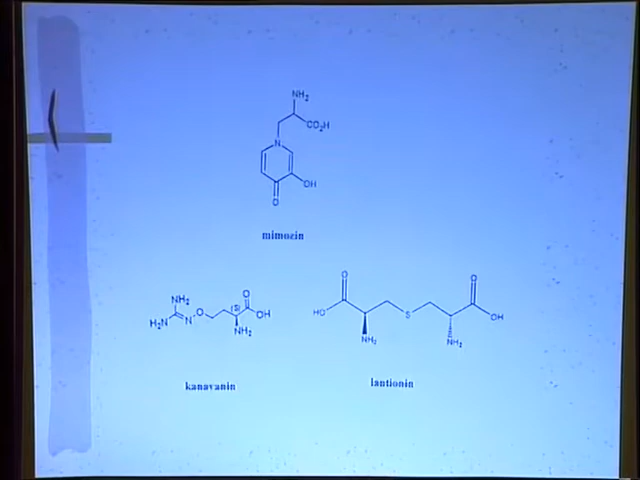 NH₂
CO₂H
N
OH
O
mimozin
NH₂
H₂N
N
O
(S)
O
OH
NH₂
kanavanin
O
HO
NH₂
S
O
OH
NH₂
lantionin